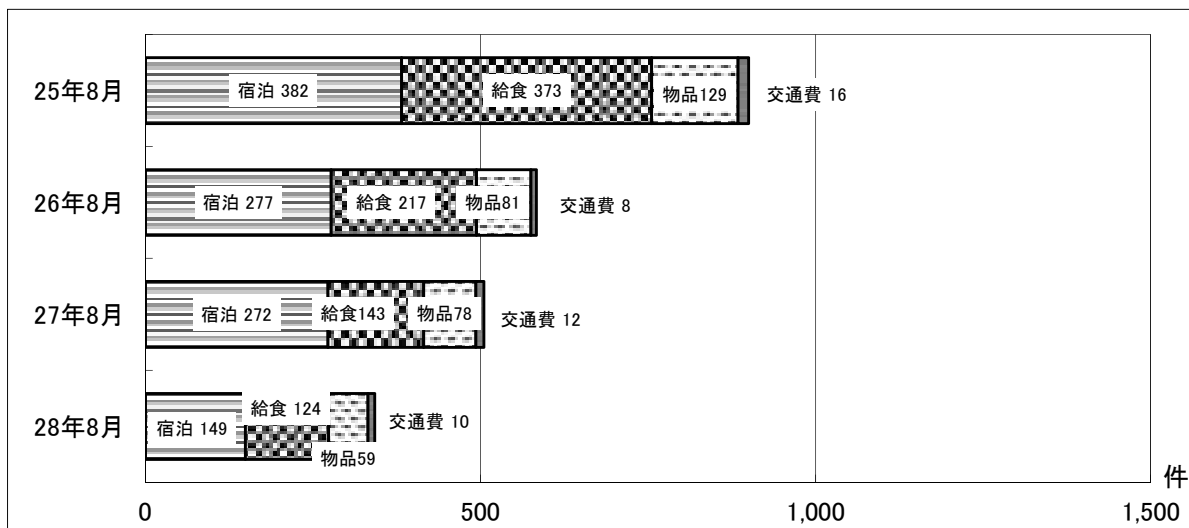 25年8月
宿泊 382
給食 373
物品129
交通費 16
26年8月
宿泊 277
給食 217
物品81
交通費 8
27年8月
宿泊 272
給食143
物品78
交通費 12
28年8月
宿泊 149
給食 124
物品59
交通費 10
件
0
500
1,000
1,500